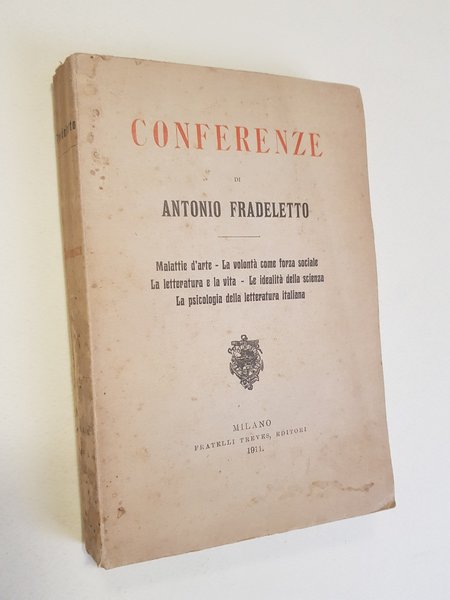 CONFERENZE
DI
ANTONIO FRADELETTO
Malattie d'arte - La volontà come forza sociale
La letteratura e la vita - Le idealità della scienza
La psicologia della letteratura italiana
MILANO
FRATELLI TREVES, EDITORI
1911.